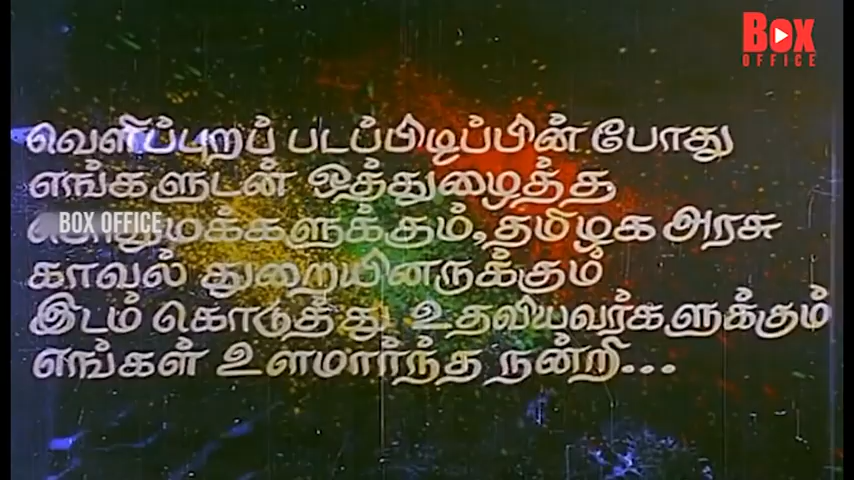 BOX
OFFICE
வெளிப்புறப் படப்பிடிப்பின் போது
எங்களுடன் ஒத்துழைத்த
BOX OFFICE
பொதுமக்களுக்கும், தமிழக அரசு
காவல் துறையினருக்கும்
இடம் கொடுத்து உதவியவர்களுக்கும்
எங்கள் உளமார்ந்த நன்றி...